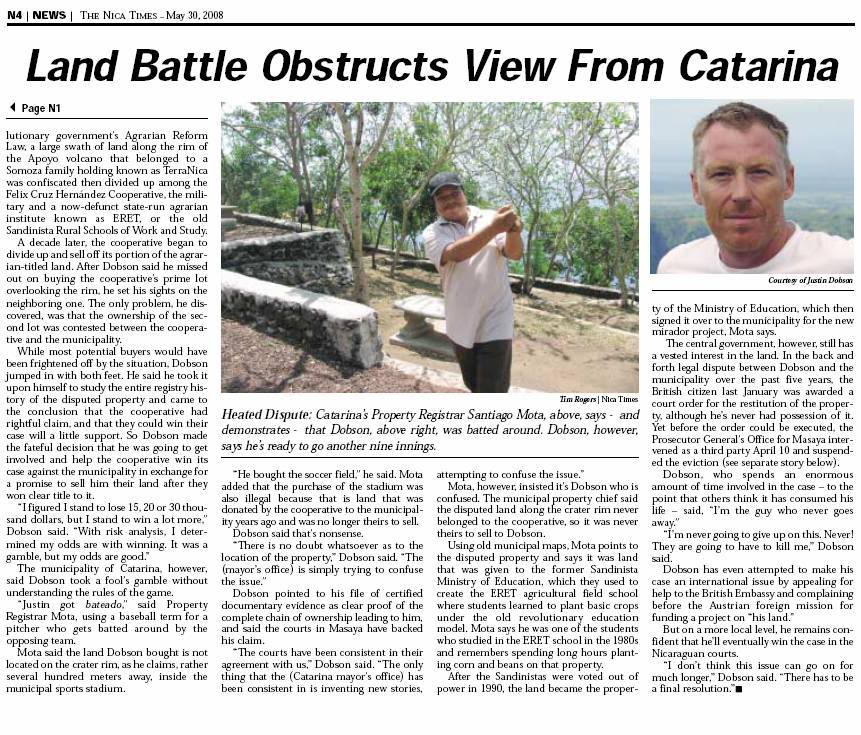 N4 | NEWS | THE NICA TIMES – May 30, 2008
Land Battle Obstructs View From Catarina
Page N1
lutionary government's Agrarian Reform
Law, a large swath of land along the rim of
the Apoyo volcano that belonged to a
Somoza family holding known as TerraNica
was confiscated then divided up among the
Felix Cruz Hernández Cooperative, the mili-
tary and a now-defunct state-run agrarian
institute known as ERET, or the old
Sandinista Rural Schools of Work and Study.
A decade later, the cooperative began to
divide up and sell off its portion of the agrar-
ian-titled land. After Dobson said he missed
out on buying the cooperative's prime lot
overlooking the rim, he set his sights on the
neighboring one. The only problem, he dis-
covered, was that the ownership of the sec-
ond lot was contested between the coopera-
tive and the municipality.
While most potential buyers would have
been frightened off by the situation, Dobson
jumped in with both feet. He said he took it
upon himself to study the entire registry his-
tory of the disputed property and came to
the conclusion that the cooperative had
rightful claim, and that they could win their
case will a little support. So Dobson made
the fateful decision that he was going to get
involved and help the cooperative win its
case against the municipality in exchange for
a promise to sell him their land after they
won clear title to it.
"I figured I stand to lose 15, 20 or 30 thou-
sand dollars, but I stand to win a lot more,"
Dobson said. "With risk analysis, I deter-
mined my odds are with winning. It was a
gamble, but my odds are good."
The municipality of Catarina, however,
said Dobson took a fool's gamble without
understanding the rules of the game.
"Justin got bateado," said Property
Registrar Mota, using a baseball term for a
pitcher who gets batted around by the
opposing team.
Mota said the land Dobson bought is not
located on the crater rim, as he claims, rather
several hundred meters away, inside the
municipal sports stadium.
Tim Rogers | Nica Times
Heated Dispute: Catarina's Property Registrar Santiago Mota, above, says - and
demonstrates - that Dobson, above right, was batted around. Dobson, however,
says he's ready to go another nine innings.
"He bought the soccer field," he said. Mota
added that the purchase of the stadium was
also illegal because that is land that was
donated by the cooperative to the municipal-
ity years ago and was no longer theirs to sell.
Dobson said that's nonsense.
"There is no doubt whatsoever as to the
location of the property," Dobson said. "The
(mayor's office) is simply trying to confuse
the issue."
Dobson pointed to his file of certified
documentary evidence as clear proof of the
complete chain of ownership leading to him,
and said the courts in Masaya have backed
his claim.
"The courts have been consistent in their
agreement with us," Dobson said. "The only
thing that the (Catarina mayor's office) has
been consistent in is inventing new stories,
attempting to confuse the issue."
Mota, however, insisted it's Dobson who is
confused. The municipal property chief said
the disputed land along the crater rim never
belonged to the cooperative, so it was never
theirs to sell to Dobson.
Using old municipal maps, Mota points to
the disputed property and says it was land
that was given to the former Sandinista
Ministry of Education, which they used to
create the ERET agricultural field school
where students learned to plant basic crops
under the old revolutionary education
model. Mota says he was one of the students
who studied in the ERET school in the 1980s
and remembers spending long hours plant-
ing corn and beans on that property.
After the Sandinistas were voted out of
power in 1990, the land became the proper-
Courtesy of Justin Dobson
ty of the Ministry of Education, which then
signed it over to the municipality for the new
mirador project, Mota says.
The central government, however, still has
a vested interest in the land. In the back and
forth legal dispute between Dobson and the
municipality over the past five years, the
British citizen last January was awarded a
court order for the restitution of the proper-
ty, although he's never had possession of it.
Yet before the order could be executed, the
Prosecutor General's Office for Masaya inter-
vened as a third party April 10 and suspend-
ed the eviction (see separate story below).
Dobson, who spends an enormous
amount of time involved in the case – to the
point that others think it has consumed his
life – said, "I'm the guy who never goes
away."
"I'm never going to give up on this. Never!
They are going to have to kill me," Dobson
said.
Dobson has even attempted to make his
case an international issue by appealing for
help to the British Embassy and complaining
before the Austrian foreign mission for
funding a project on "his land."
But on a more local level, he remains con-
fident that he'll eventually win the case in the
Nicaraguan courts.
"I don't think this issue can go on for
much longer," Dobson said. "There has to be
a final resolution."■